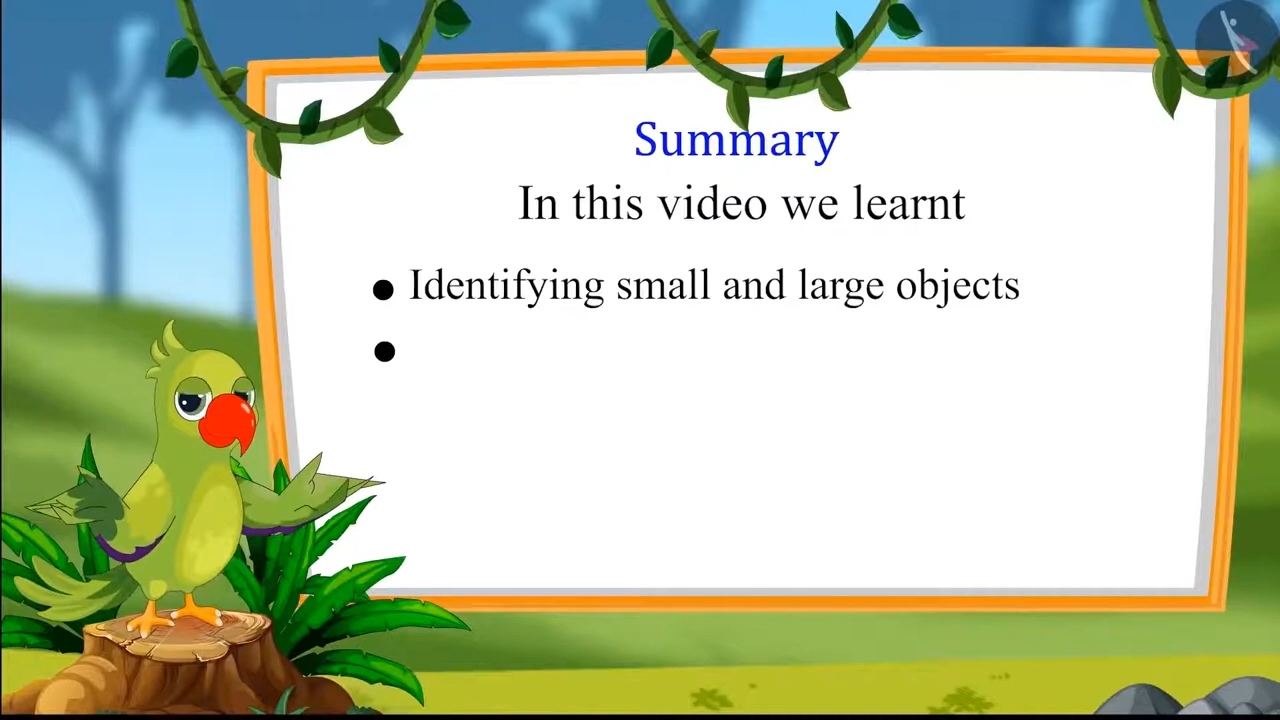 Summary
In this video we learnt
● Identifying small and large objects
●